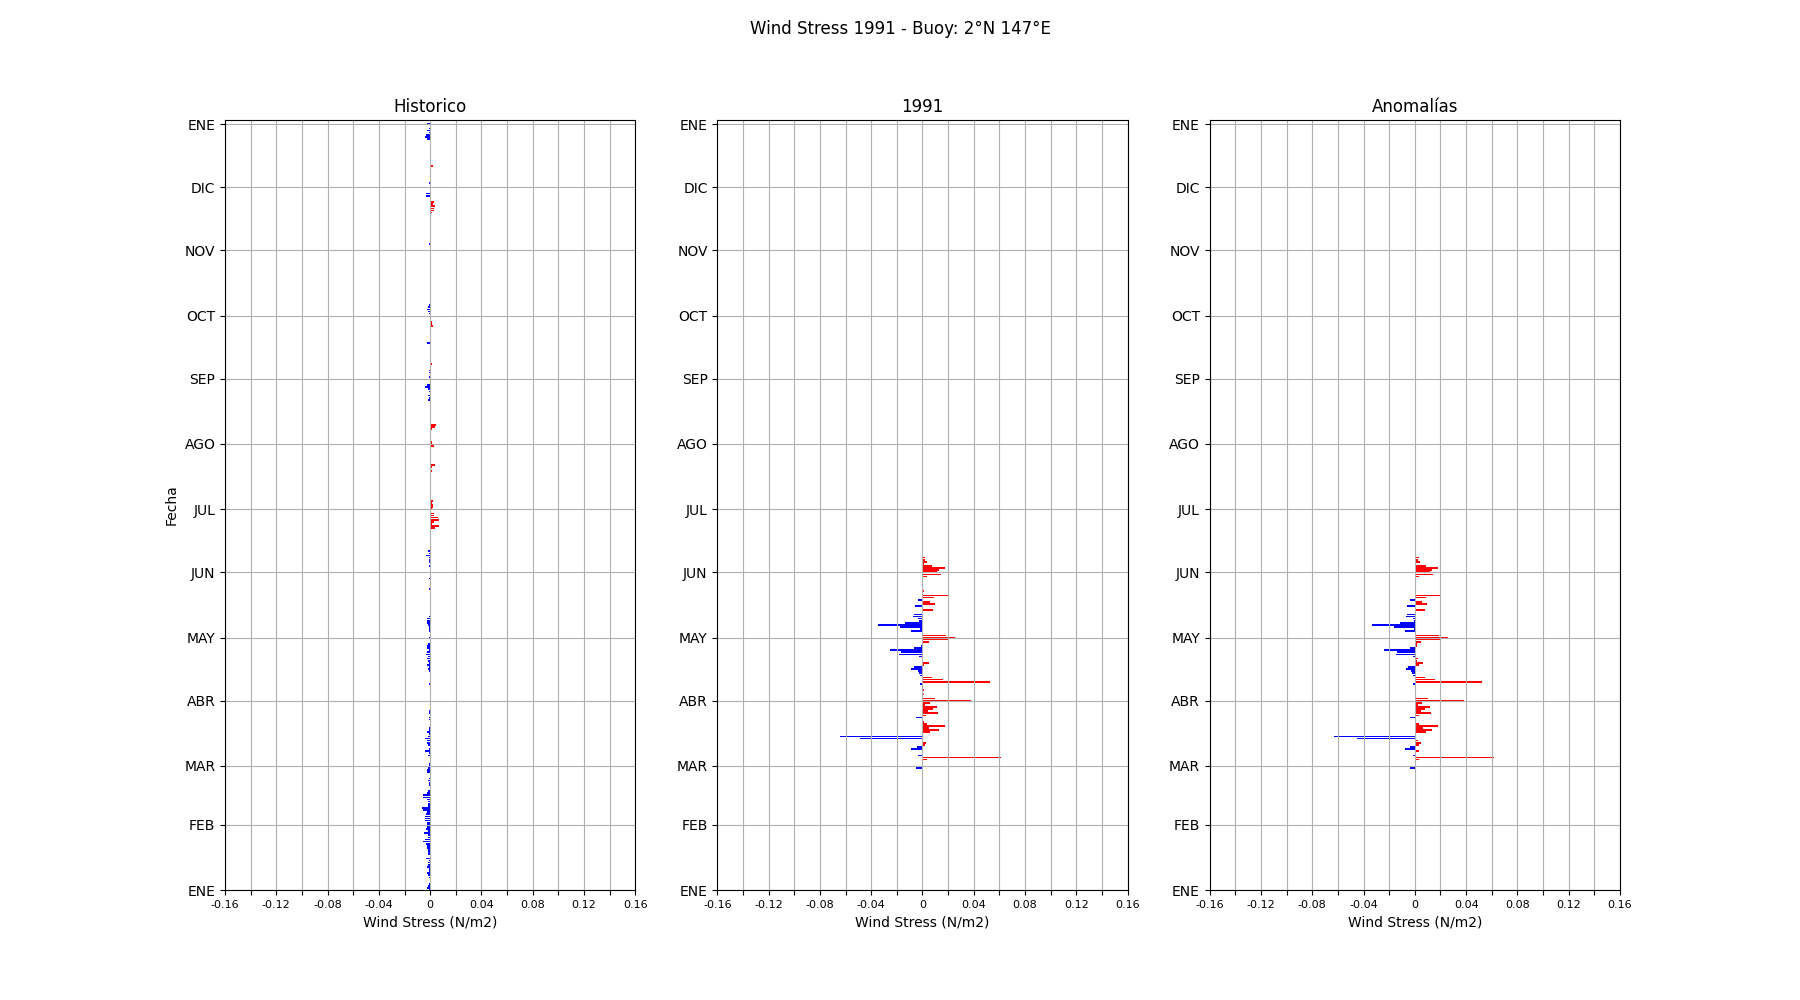 Wind Stress 1991 - Buoy: 2°N 147°E
Historico
ENE
DIC
NOV
OCT
SEP
AGO
JUL
JUN
MAY
ABR
MAR
FEB
ENE
Fecha
-0.16 -0.12 -0.08 -0.04 0 0.04 0.08 0.12 0.16
Wind Stress (N/m2)
1991
ENE
DIC
NOV
OCT
SEP
AGO
JUL
JUN
MAY
ABR
MAR
FEB
ENE
-0.16 -0.12 -0.08 -0.04 0 0.04 0.08 0.12 0.16
Wind Stress (N/m2)
Anomalías
ENE
DIC
NOV
OCT
SEP
AGO
JUL
JUN
MAY
ABR
MAR
FEB
ENE
-0.16 -0.12 -0.08 -0.04 0 0.04 0.08 0.12 0.16
Wind Stress (N/m2)